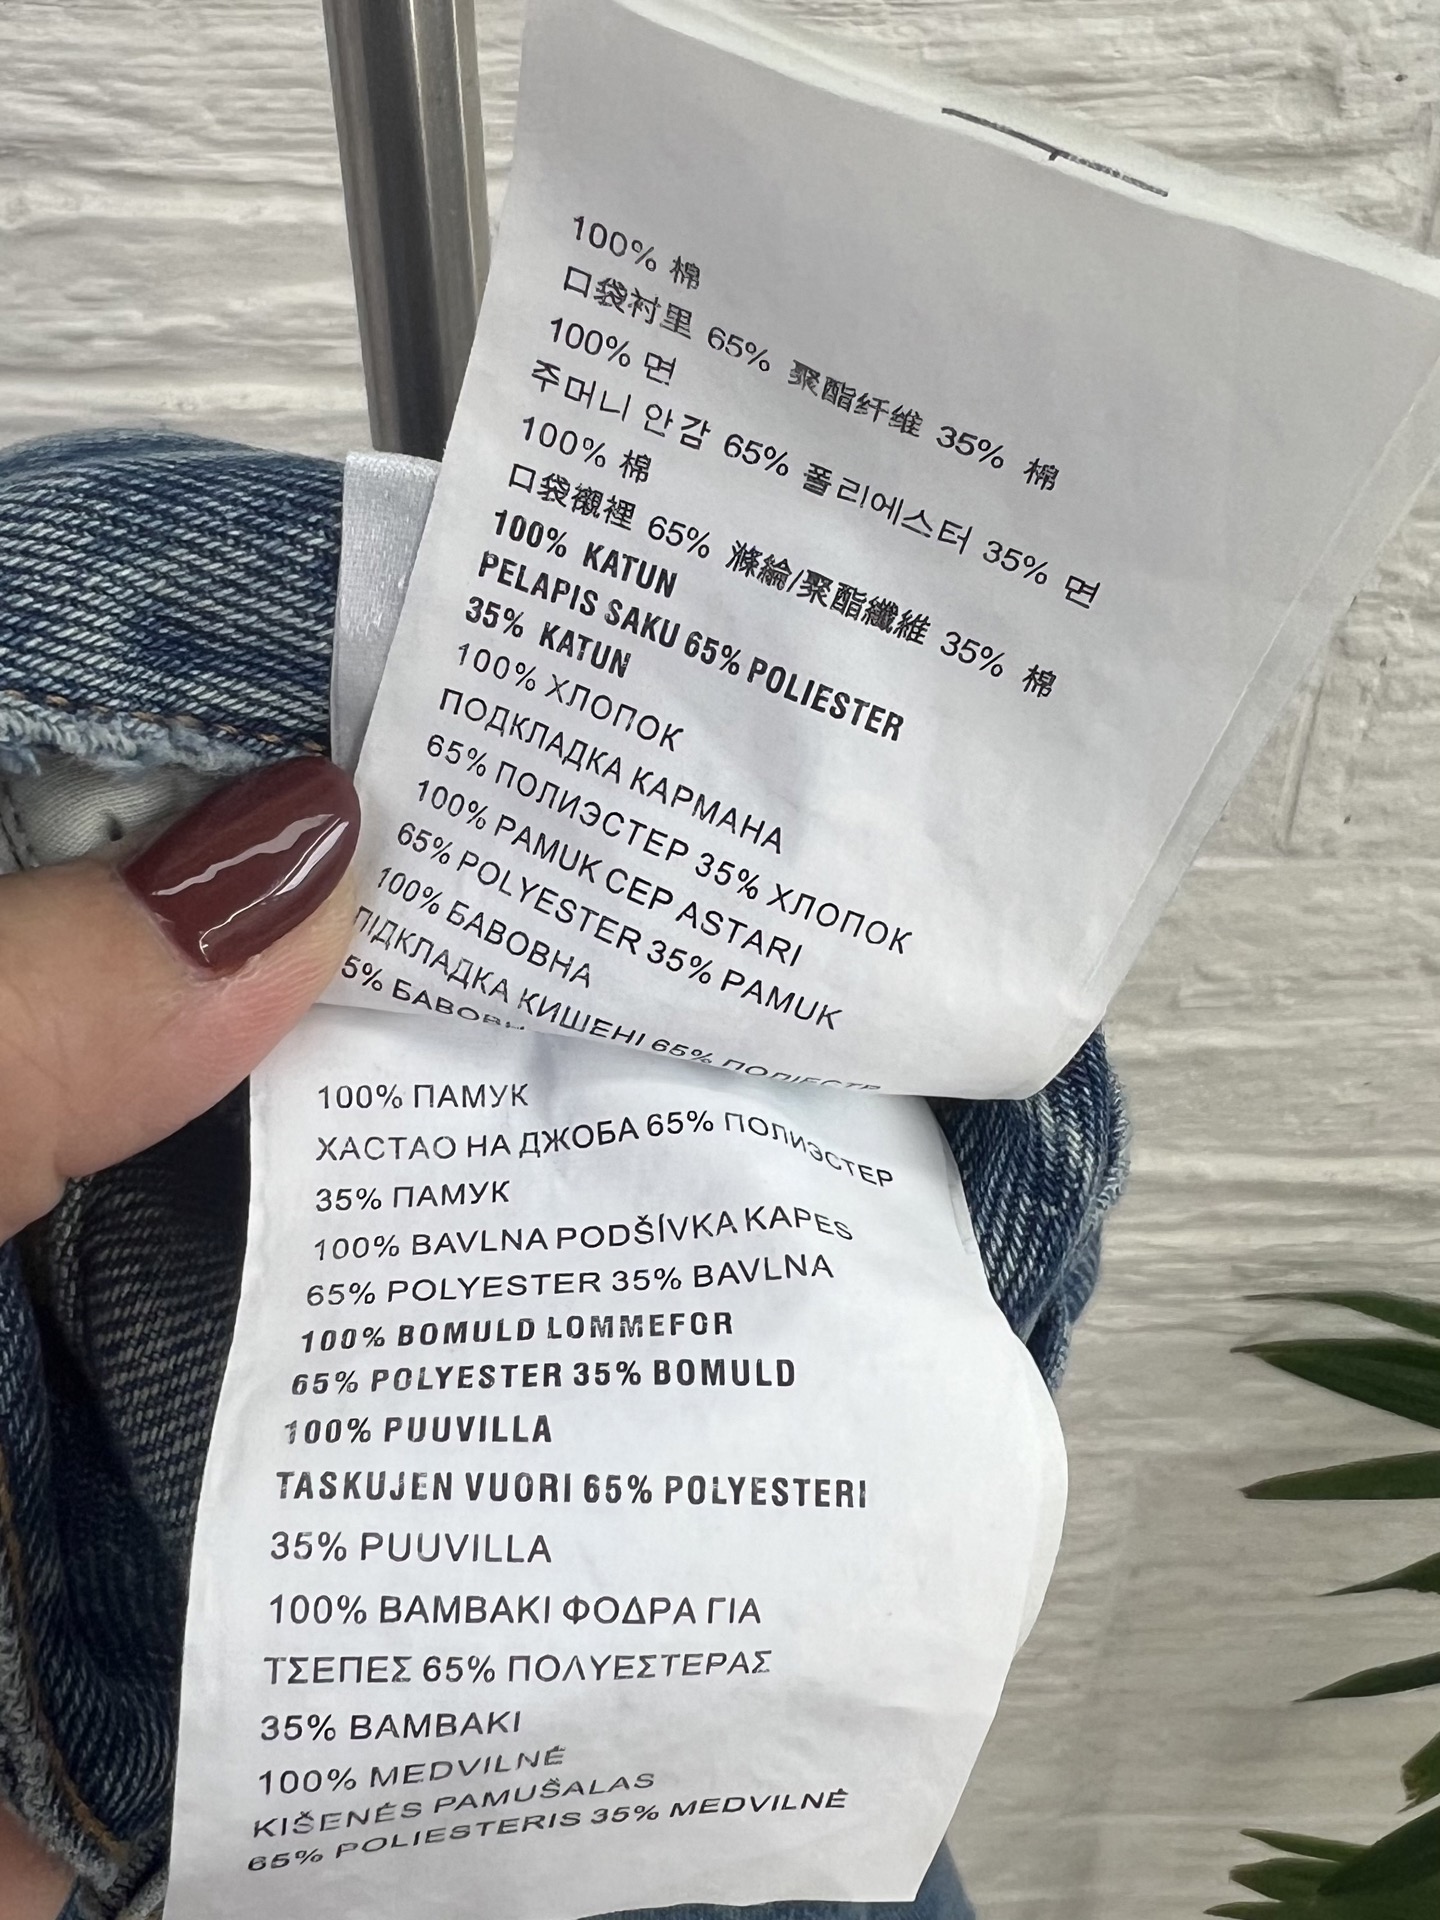 100% 棉
口袋衬里 65% 聚酯纤维 35% 棉
100% 면
주머니 안감 65% 폴리에스터 35% 면
100% 棉
口袋襯裡 65% 滌綸/聚酯纖維 35% 棉
100% KATUN
PELAPIS SAKU 65% POLIESTER
35% KATUN
100% ХЛОПОК
ПОДКЛАДКА КАРМАНА
65% ПОЛИЭСТЕР 35% ХЛОПОК
100% PAMUK CEP ASTARI
65% POLYESTER 35% PAMUK
100% БАВОВНА
ПІДКЛАДКА КИШЕНІ 65% ПОЛІЕСТР
5% БАВОВН
100% ПАМУК
ХАСТАО НА ДЖОБА 65% ПОЛИЭСТЕР
35% ПАМУК
100% BAVLNA PODŠÍVKA KAPES
65% POLYESTER 35% BAVLNA
100% BOMULD LOMMEFOR
65% POLYESTER 35% BOMULD
100% PUUVILLA
TASKUJEN VUORI 65% POLYESTERI
35% PUUVILLA
100% ΒΑΜΒΑΚΙ ΦΟΔΡΑ ΓΙΑ
ΤΣΕΠΕΣ 65% ΠΟΛΥΕΣΤΕΡΑΣ
35% ΒΑΜΒΑΚΙ
100% MEDVILNĖ
KIŠENĖS PAMUŠALAS
65% POLIESTERIS 35% MEDVILNĖ